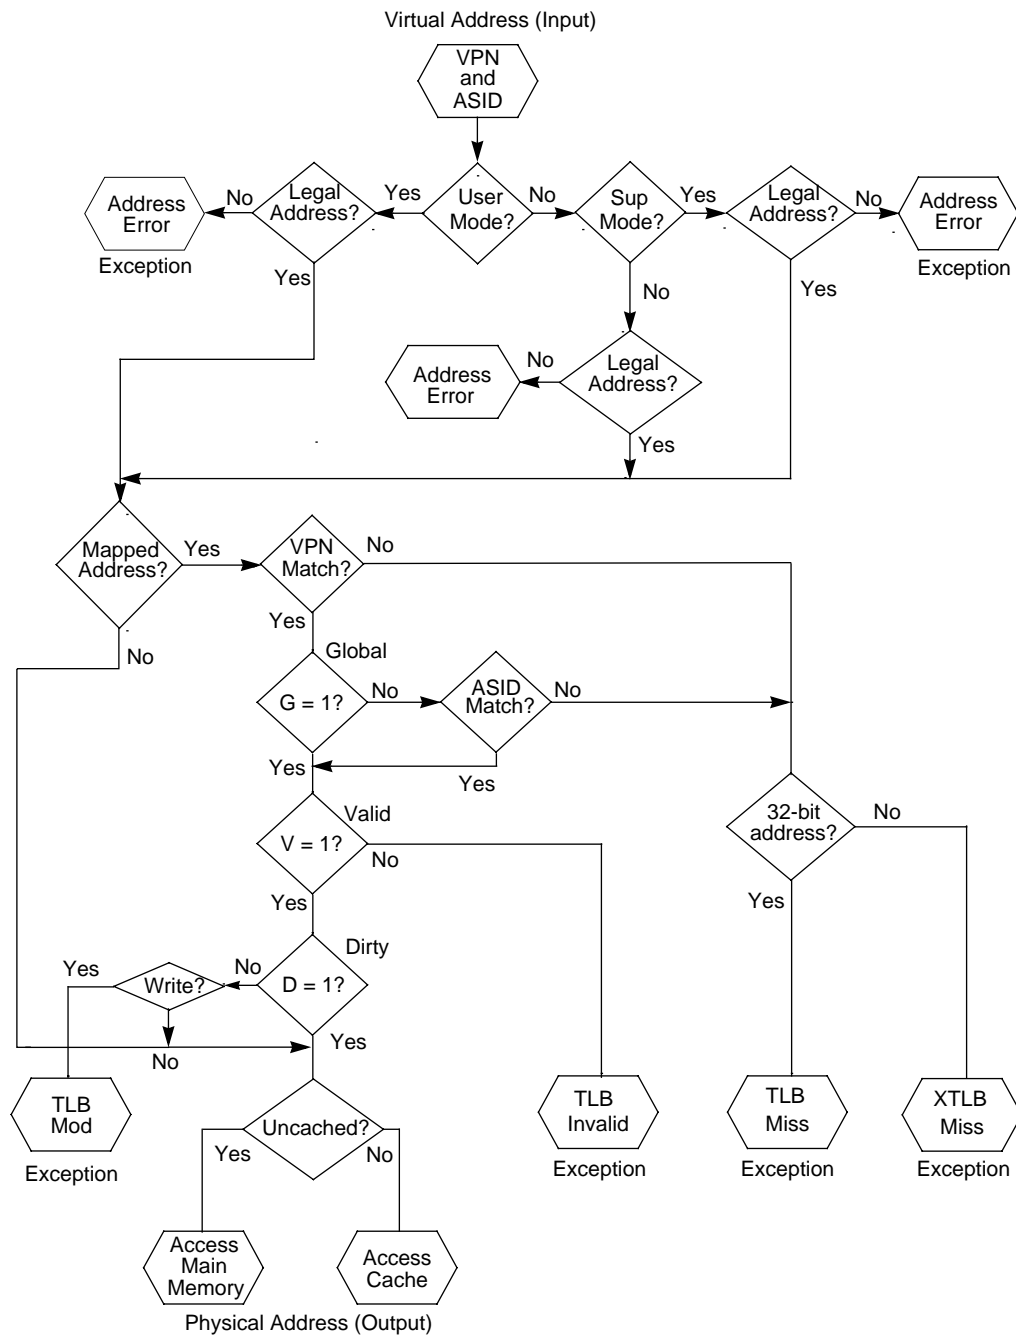 Virtual Address (Input)
VPN
and
ASID
Address
Error
Exception
No
Legal
Address?
Yes
Yes
User
Mode?
No
Sup
Mode?
Yes
No
Legal
Address?
No
Yes
Address
Error
Exception
Address
Error
No
Legal
Address?
Yes
Mapped
Address?
Yes
No
VPN
Match?
No
Yes
Global
G = 1?
No
Yes
ASID
Match?
No
Yes
Valid
V = 1?
No
Yes
32-bit
address?
No
Yes
Dirty
D = 1?
No
Yes
Write?
Yes
No
TLB
Mod
Exception
Uncached?
Yes
No
TLB
Invalid
Exception
TLB
Miss
Exception
XTLB
Miss
Exception
Access
Main
Memory
Access
Cache
Physical Address (Output)